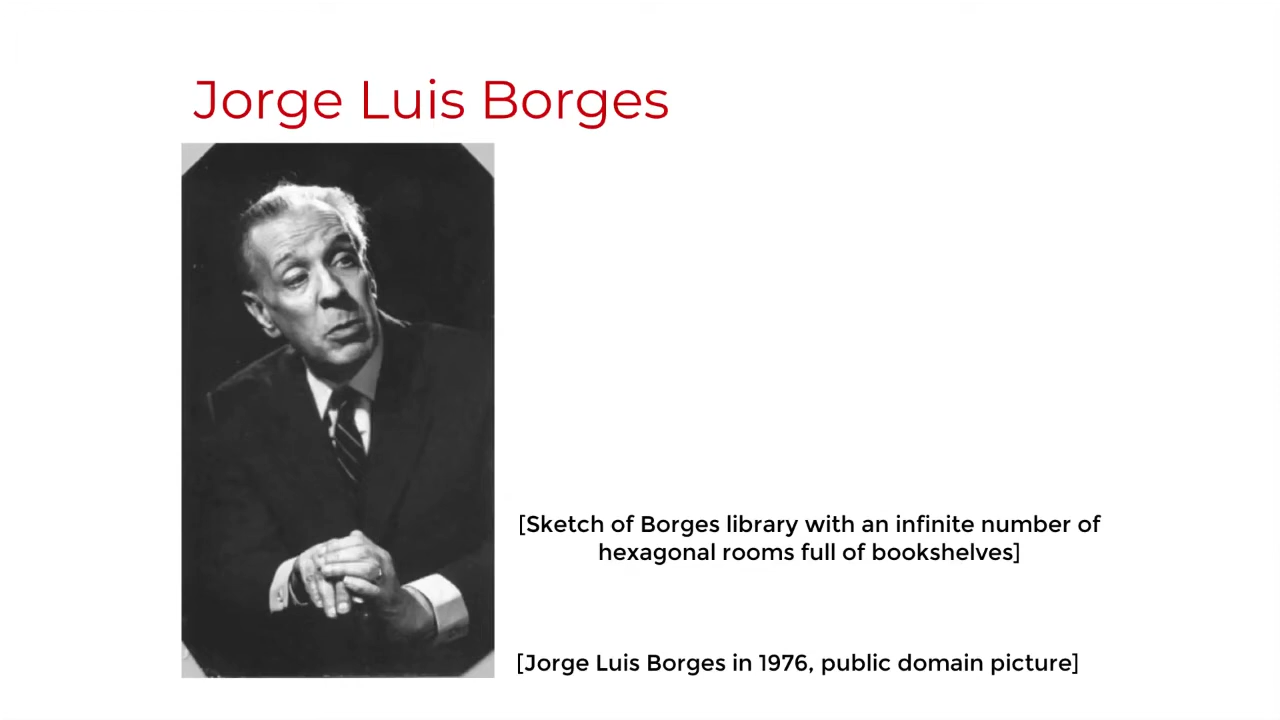 Jorge Luis Borges
[Sketch of Borges library with an infinite number of
hexagonal rooms full of bookshelves]
[Jorge Luis Borges in 1976, public domain picture]